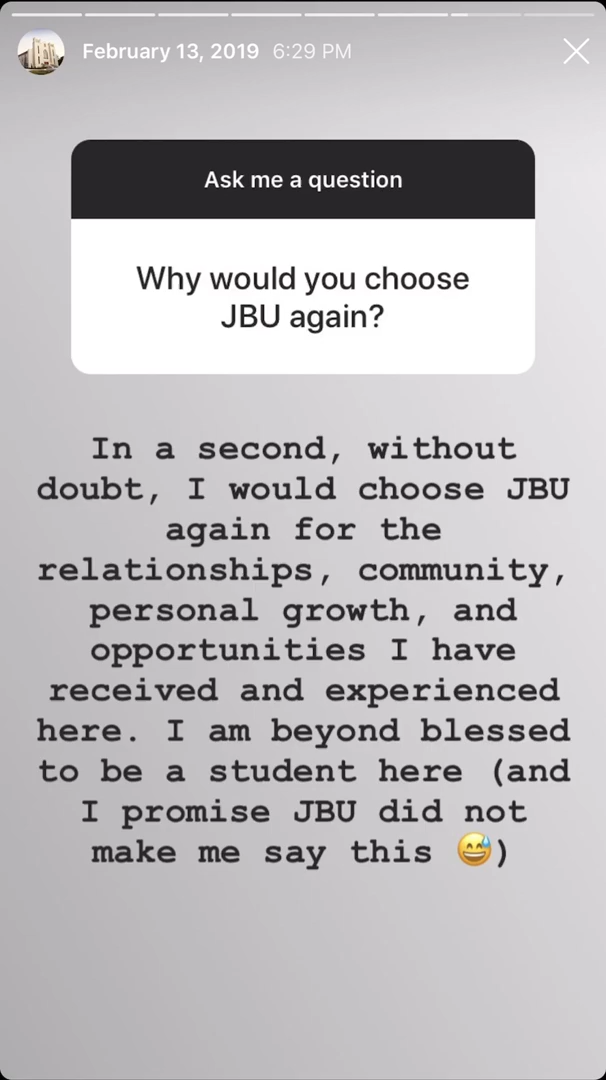 February 13, 2019 6:29 PM
Ask me a question
Why would you choose
JBU again?
In a second, without
doubt, I would choose JBU
again for the
relationships, community,
personal growth, and
opportunities I have
received and experienced
here. I am beyond blessed
to be a student here (and
I promise JBU did not
make me say this 😅)